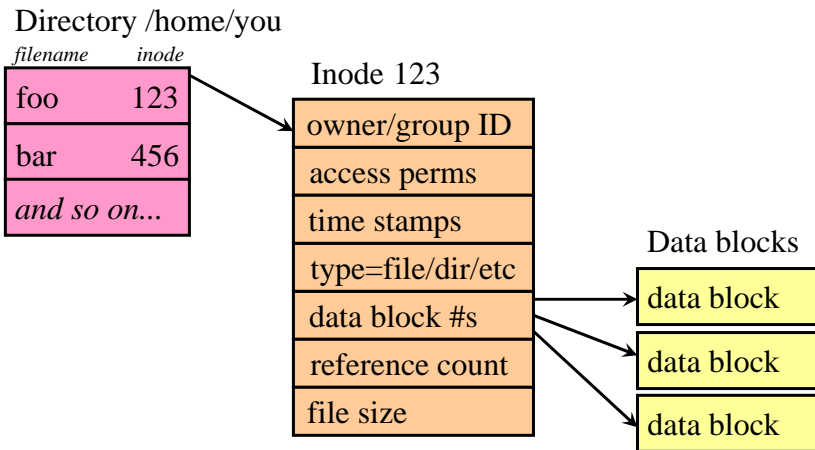 Directory /home/you
filename inode
foo 123
bar 456
and so on...
Inode 123
owner/group ID
access perms
time stamps
type=file/dir/etc
data block #s
reference count
file size
Data blocks
data block
data block
data block